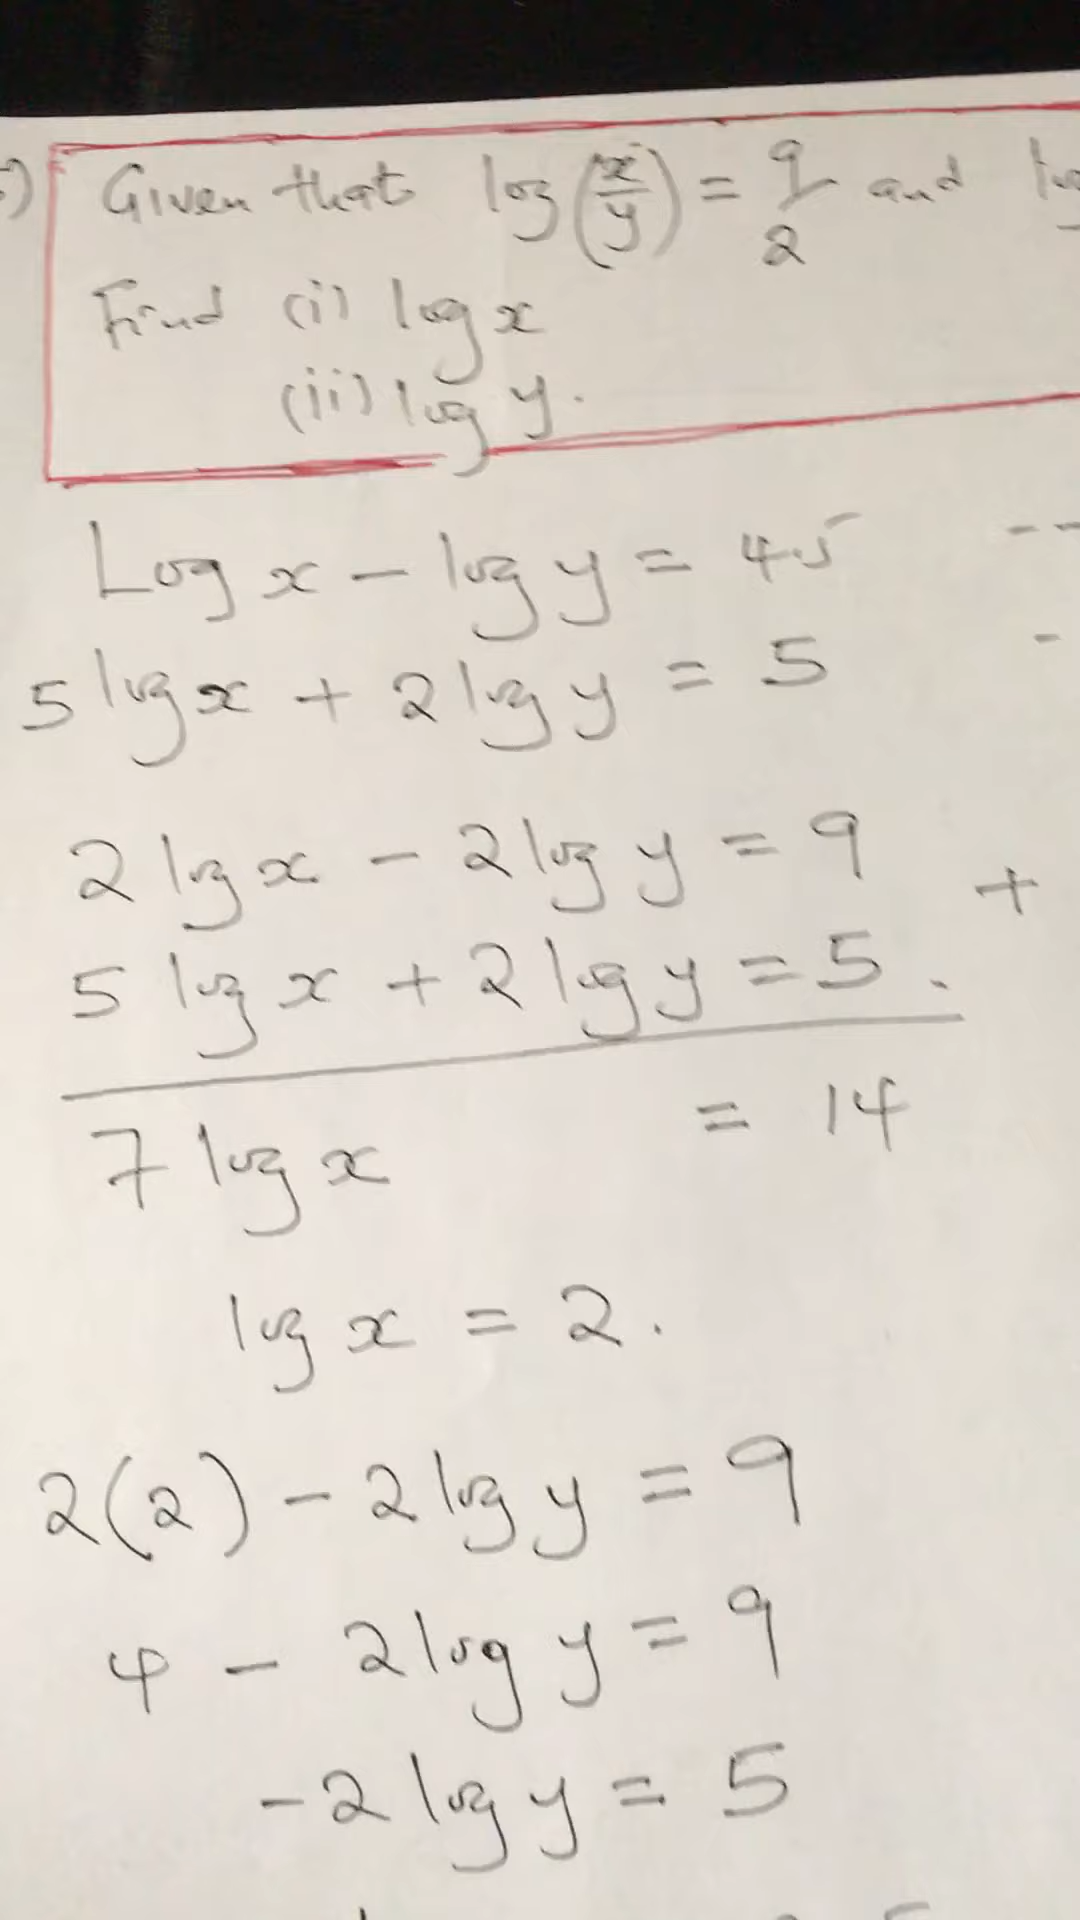 Given that log(x/y) = 9/2 and
Find (i) log x
(ii) log y.
Log x - log y = 45 --
5 log x + 2 log y = 5 -
2 log x - 2 log y = 9
+
5 log x + 2 log y = 5.
7 log x = 14
log x = 2.
2(2) - 2 log y = 9
4 - 2 log y = 9
-2 log y = 5